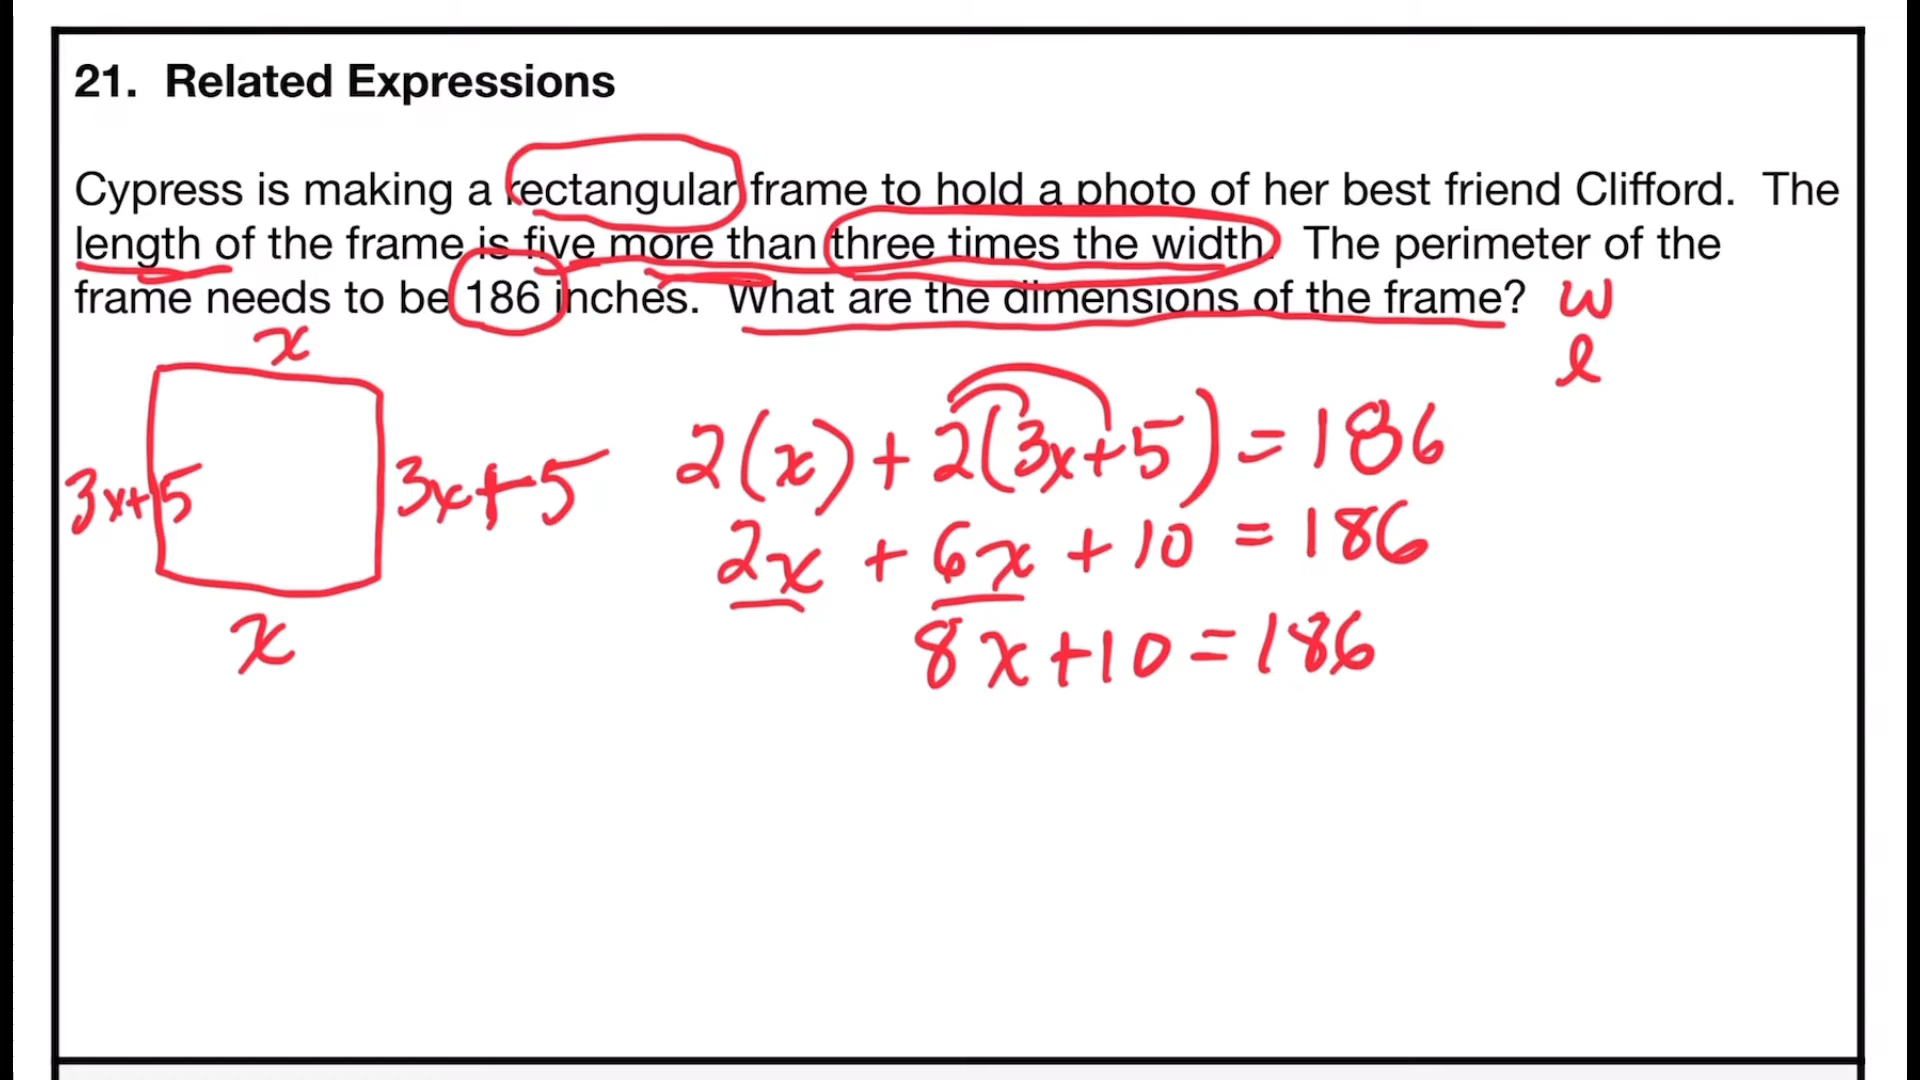 21. Related Expressions
Cypress is making a rectangular frame to hold a photo of her best friend Clifford. The
length of the frame is five more than three times the width. The perimeter of the
frame needs to be 186 inches. What are the dimensions of the frame? w
l
x
2(x) + 2(3x+5) = 186
3x+5 3x+5
2x + 6x + 10 = 186
x
8x+10=186